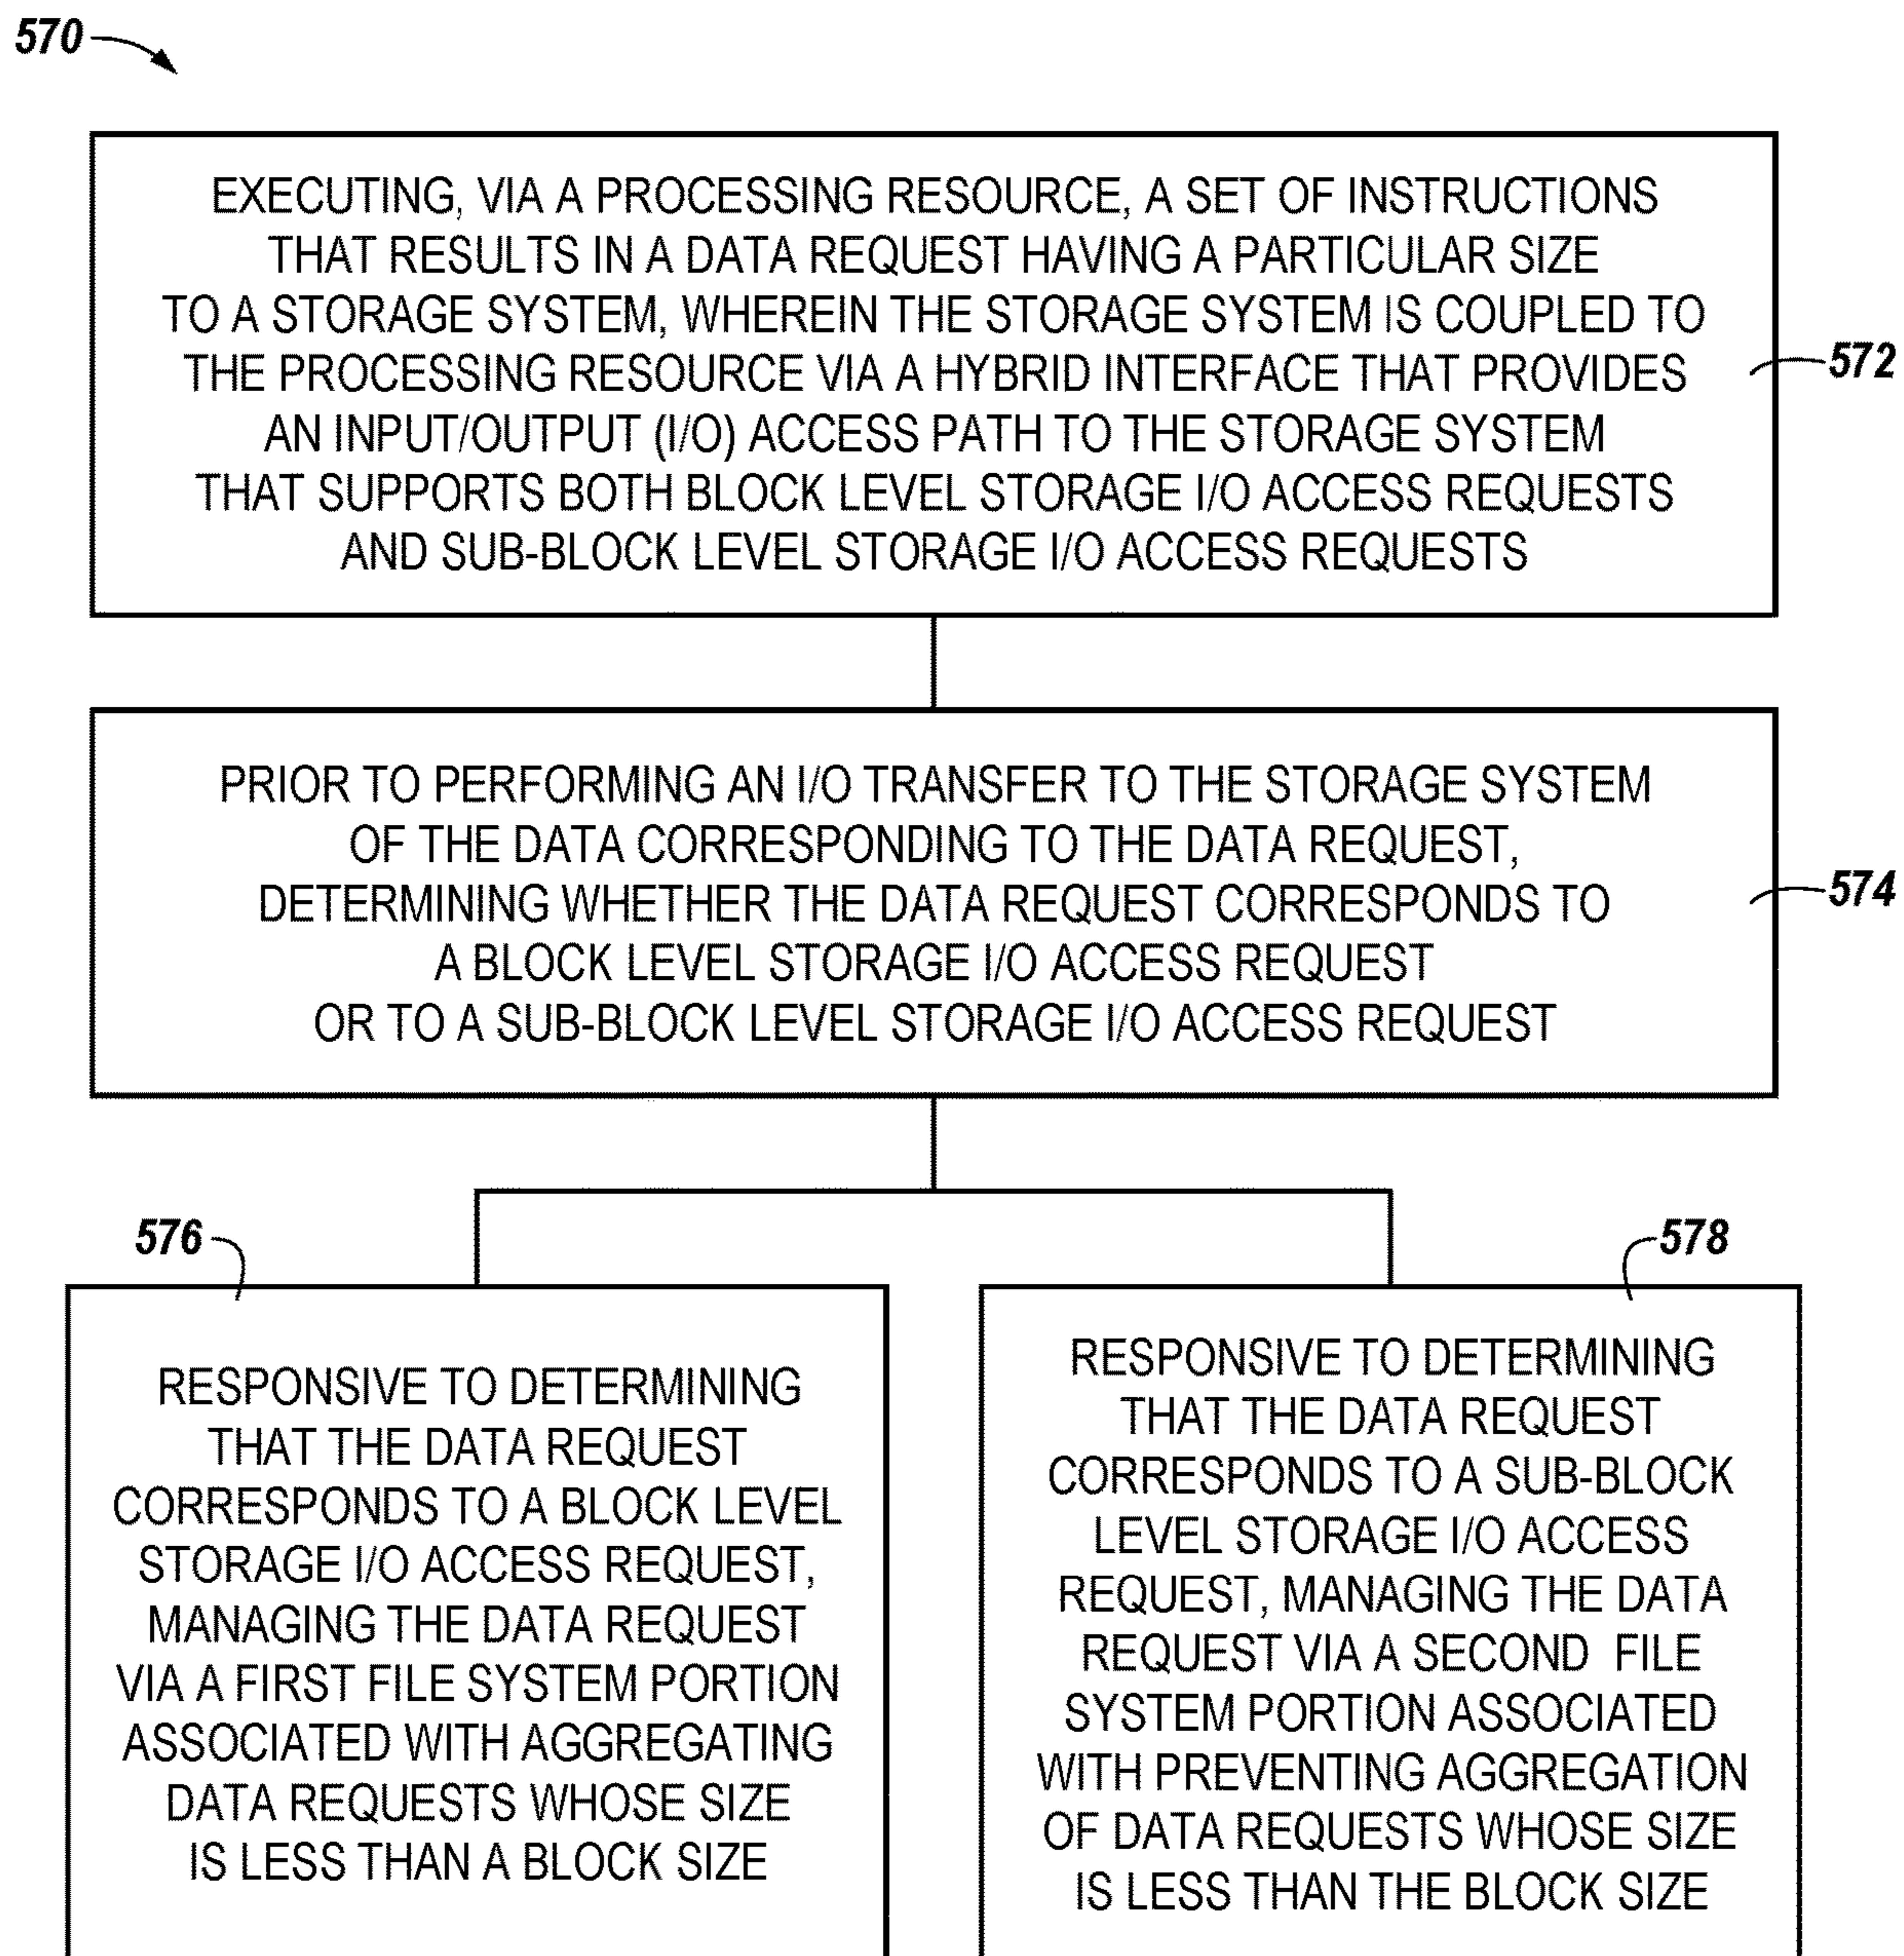 570
EXECUTING, VIA A PROCESSING RESOURCE, A SET OF INSTRUCTIONS
THAT RESULTS IN A DATA REQUEST HAVING A PARTICULAR SIZE
TO A STORAGE SYSTEM, WHEREIN THE STORAGE SYSTEM IS COUPLED TO
THE PROCESSING RESOURCE VIA A HYBRID INTERFACE THAT PROVIDES
AN INPUT/OUTPUT (I/O) ACCESS PATH TO THE STORAGE SYSTEM
THAT SUPPORTS BOTH BLOCK LEVEL STORAGE I/O ACCESS REQUESTS
AND SUB-BLOCK LEVEL STORAGE I/O ACCESS REQUESTS
572
PRIOR TO PERFORMING AN I/O TRANSFER TO THE STORAGE SYSTEM
OF THE DATA CORRESPONDING TO THE DATA REQUEST,
DETERMINING WHETHER THE DATA REQUEST CORRESPONDS TO
A BLOCK LEVEL STORAGE I/O ACCESS REQUEST
OR TO A SUB-BLOCK LEVEL STORAGE I/O ACCESS REQUEST
574
576
RESPONSIVE TO DETERMINING
THAT THE DATA REQUEST
CORRESPONDS TO A BLOCK LEVEL
STORAGE I/O ACCESS REQUEST,
MANAGING THE DATA REQUEST
VIA A FIRST FILE SYSTEM PORTION
ASSOCIATED WITH AGGREGATING
DATA REQUESTS WHOSE SIZE
IS LESS THAN A BLOCK SIZE
578
RESPONSIVE TO DETERMINING
THAT THE DATA REQUEST
CORRESPONDS TO A SUB-BLOCK
LEVEL STORAGE I/O ACCESS
REQUEST, MANAGING THE DATA
REQUEST VIA A SECOND FILE
SYSTEM PORTION ASSOCIATED
WITH PREVENTING AGGREGATION
OF DATA REQUESTS WHOSE SIZE
IS LESS THAN THE BLOCK SIZE